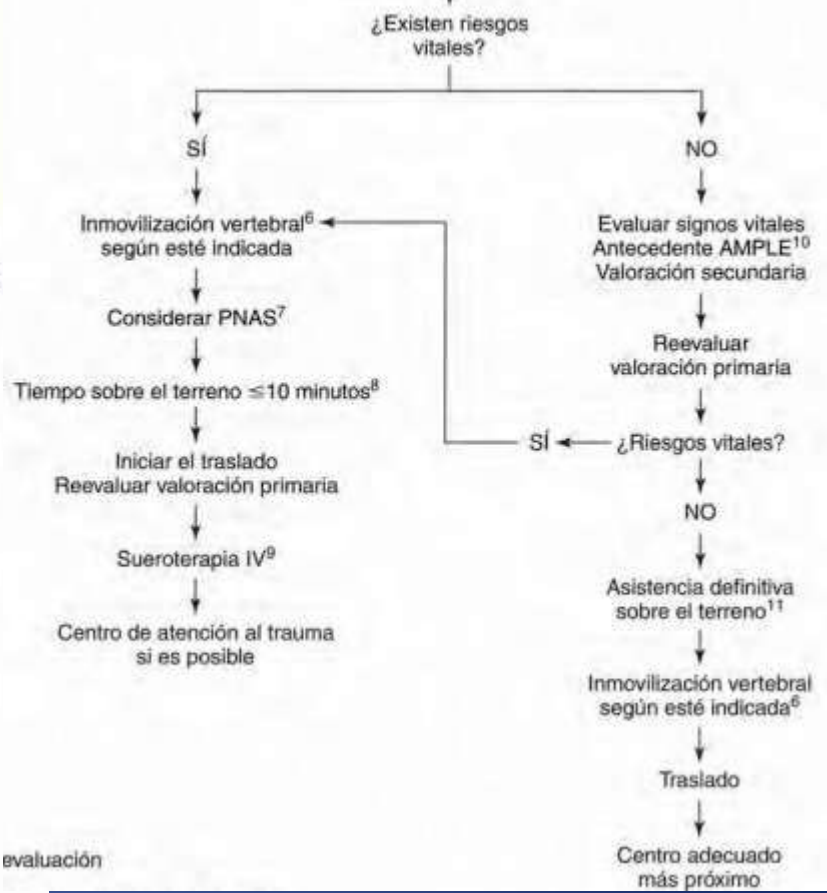 ¿Existen riesgos
vitales?
SÍ
Inmovilización vertebral⁶
según esté indicada
Considerar PNAS⁷
Tiempo sobre el terreno ≤10 minutos⁸
Iniciar el traslado
Reevaluar valoración primaria
Sueroterapia IV⁹
Centro de atención al trauma
si es posible
NO
Evaluar signos vitales
Antecedente AMPLE¹⁰
Valoración secundaria
Reevaluar
valoración primaria
SÍ
¿Riesgos vitales?
NO
Asistencia definitiva
sobre el terreno¹¹
Inmovilización vertebral
según esté indicada⁶
Traslado
Centro adecuado
más próximo
evaluación